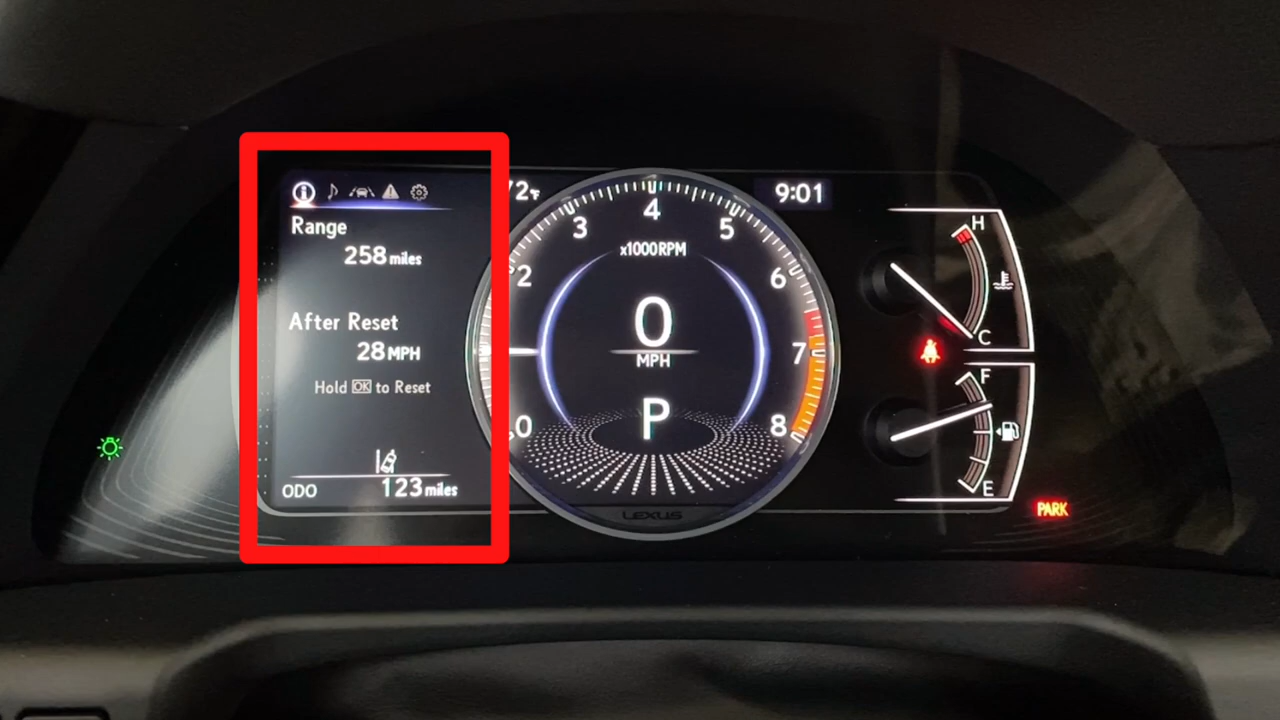 Range
258 miles
After Reset
28 MPH
Hold OK to Reset
ODO 123 miles
2°F
9:01
0
2
3
4
5
6
7
8
x1000RPM
0
MPH
P
LEXUS
H
C
F
E
PARK